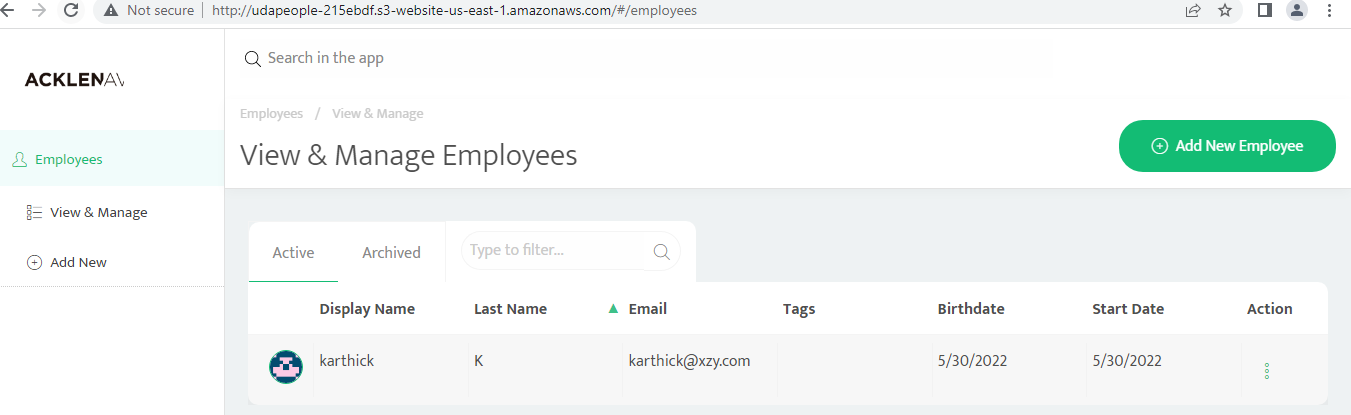 Not secure | http://udapeople-215ebdf.s3-website-us-east-1.amazonaws.com/#/employees
ACKLENAV
Search in the app
Employees / View & Manage
View & Manage Employees
Add New Employee
Employees
View & Manage
Add New
Active Archived Type to filter...
Display Name Last Name Email Tags Birthdate Start Date Action
karthick K karthick@xzy.com 5/30/2022 5/30/2022